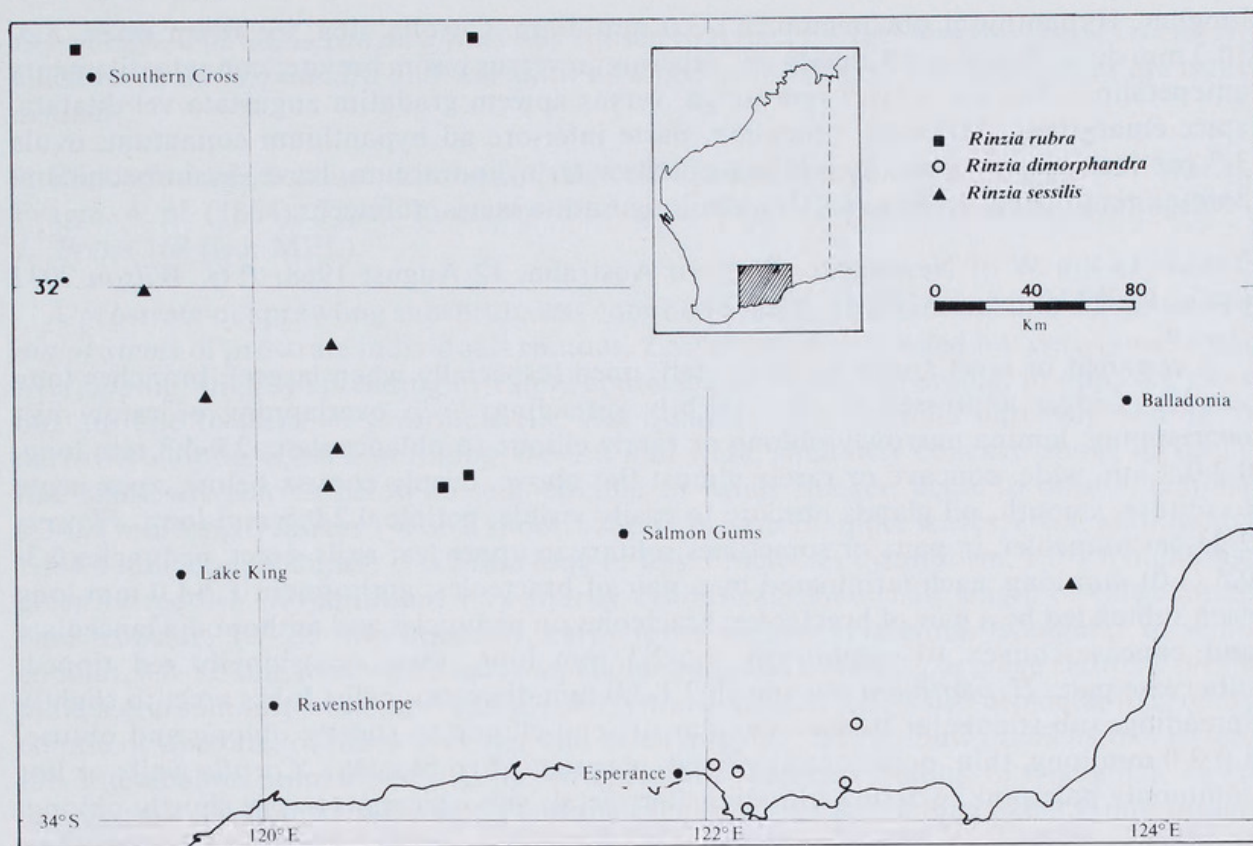 Southern Cross
Rinzia rubra
Rinzia dimorphandra
Rinzia sessilis
32°
0 40 80
Km
Balladonia
Salmon Gums
Lake King
Ravensthorpe
Esperance
34°S
120°E
122°E
124°E